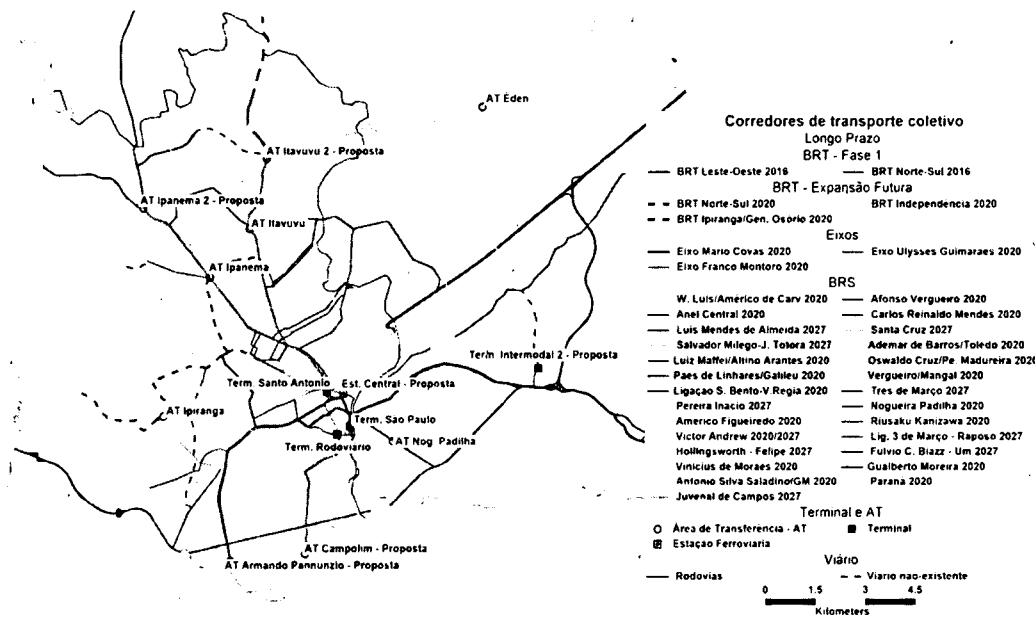 AT Éden
AT Itavuvu 2 - Proposta
AT Ipanema 2 - Proposta
AT Itavuvu
AT Ipanema
Ter/n Intermodal 2 - Proposta
Term. Santo Antonio
Est. Central - Proposta
AT Ipiranga
Term. São Paulo
Term. Rodoviario
AT Nog. Padilha
AT Campolim - Proposta
AT Armando Pannunzio - Proposta
Corredores de transporte coletivo
Longo Prazo
BRT - Fase 1
BRT Leste-Oeste 2016 BRT Norte-Sul 2016
BRT - Expansão Futura
BRT Norte-Sul 2020 BRT Independencia 2020
BRT Ipiranga/Gen. Osorio 2020
Eixos
Eixo Mario Covas 2020 Eixo Ulysses Guimaraes 2020
Eixo Franco Montoro 2020
BRS
W. Luis/Américo de Carv 2020 Afonso Vergueiro 2020
Anel Central 2020 Carlos Reinaldo Mendes 2020
Luis Mendes de Almeida 2027 Santa Cruz 2027
Salvador Milego-J. Totora 2027 Ademar de Barros/Toledo 2020
Luiz Maffei/Altino Arantes 2020 Oswaldo Cruz/Pe. Madureira 2020
Paes de Linhares/Galileu 2020 Vergueiro/Mangal 2020
Ligaçao S. Bento-V.Regia 2020 Tres de Março 2027
Pereira Inacio 2027 Nogueira Padilha 2020
Americo Figueiredo 2020 Riusaku Kanizawa 2020
Victor Andrew 2020/2027 Lig. 3 de Março - Raposo 2027
Hollingsworth - Felipe 2027 Fulvio C. Biazz - Um 2027
Vinicius de Moraes 2020 Gualberto Moreira 2020
Antonio Silva Saladino/GM 2020 Parana 2020
Juvenal de Campos 2027
Terminal e AT
Área de Transferência - AT Terminal
Estação Ferroviaria
Viário
Rodovias Viario nao-existente
0 1.5 3 4.5
Kilometers